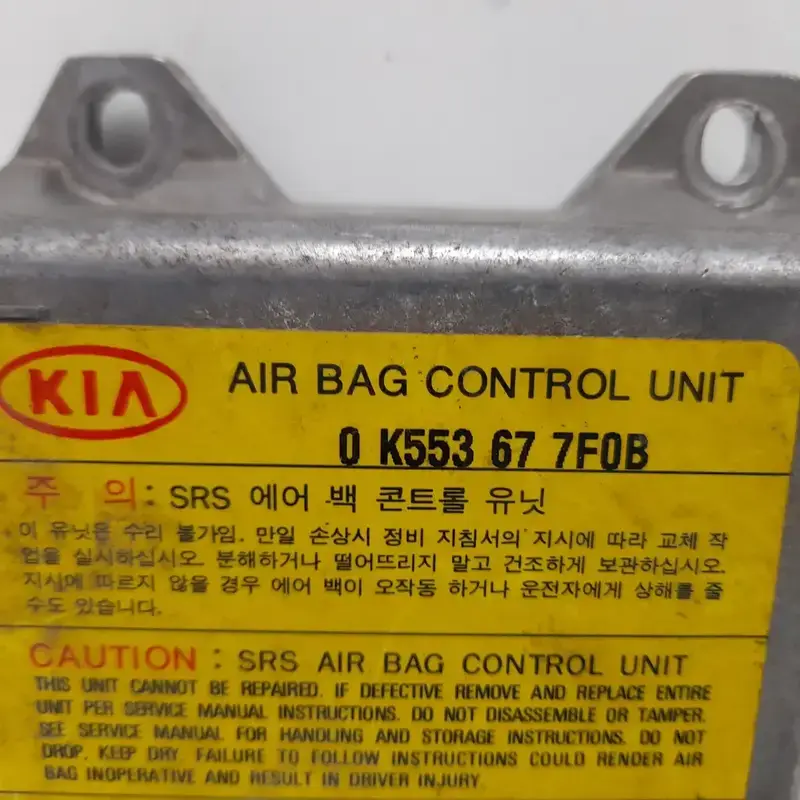 KIA AIR BAG CONTROL UNIT
0 K553 67 7F0B
주 의 : SRS 에어 백 콘트롤 유닛
이 유닛은 수리 불가임. 만일 손상시 정비 지침서의 지시에 따라 교체 작
업을 실시하십시오. 분해하거나 떨어뜨리지 말고 건조하게 보관하십시오.
지시에 따르지 않을 경우 에어 백이 오작동 하거나 운전자에게 상해를 줄
수도 있습니다.
CAUTION : SRS AIR BAG CONTROL UNIT
THIS UNIT CANNOT BE REPAIRED. IF DEFECTIVE REMOVE AND REPLACE ENTIRE
UNIT PER SERVICE MANUAL INSTRUCTIONS. DO NOT DISASSEMBLE OR TAMPER.
SEE SERVICE MANUAL FOR HANDLING AND STORAGE INSTRUCTIONS. DO NOT
DROP. KEEP DRY. FAILURE TO FOLLOW INSTRUCTIONS COULD RENDER AIR
BAG INOPERATIVE AND RESULT IN DRIVER INJURY.